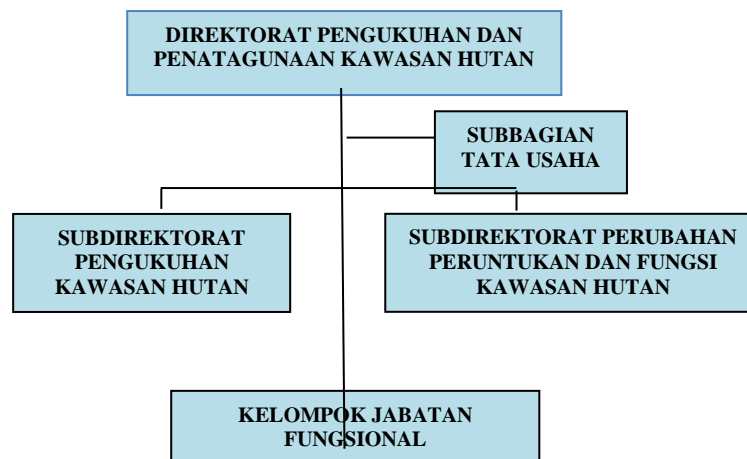 DIREKTORAT PENGUKUHAN DAN
PENATAGUNAAN KAWASAN HUTAN
SUBBAGIAN
TATA USAHA
SUBDIREKTORAT
PENGUKUHAN
KAWASAN HUTAN
SUBDIREKTORAT PERUBAHAN
PERUNTUKAN DAN FUNGSI
KAWASAN HUTAN
KELOMPOK JABATAN
FUNGSIONAL